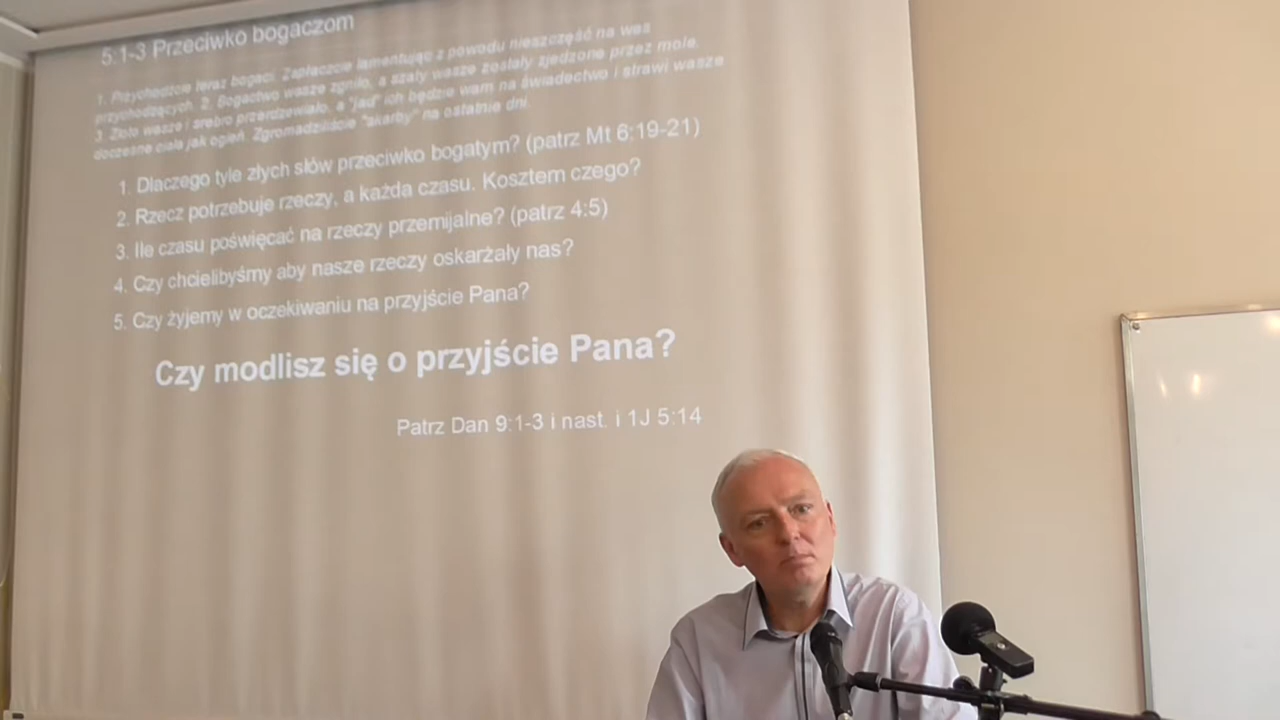 5:1-3 Przeciwko bogaczom
1. Przychodźcie teraz bogaci. Zapłaczcie lamentując z powodu nieszczęść na was
przychodzących. 2. Bogactwo wasze zgniło, a szaty wasze zostały zjedzone przez mole.
3. Złoto wasze i srebro przerdzewiało, a "jad" ich będzie wam na świadectwo i strawi wasze
doczesne ciała jak ogień. Zgromadziliście "skarby" na ostatnie dni.
1. Dlaczego tyle złych słów przeciwko bogatym? (patrz Mt 6:19-21)
2. Rzecz potrzebuje rzeczy, a każda czasu. Kosztem czego?
3. Ile czasu poświęcać na rzeczy przemijalne? (patrz 4:5)
4. Czy chcielibyśmy aby nasze rzeczy oskarżały nas?
5. Czy żyjemy w oczekiwaniu na przyjście Pana?
Czy modlisz się o przyjście Pana?
Patrz Dan 9:1-3 i nast. i 1J 5:14